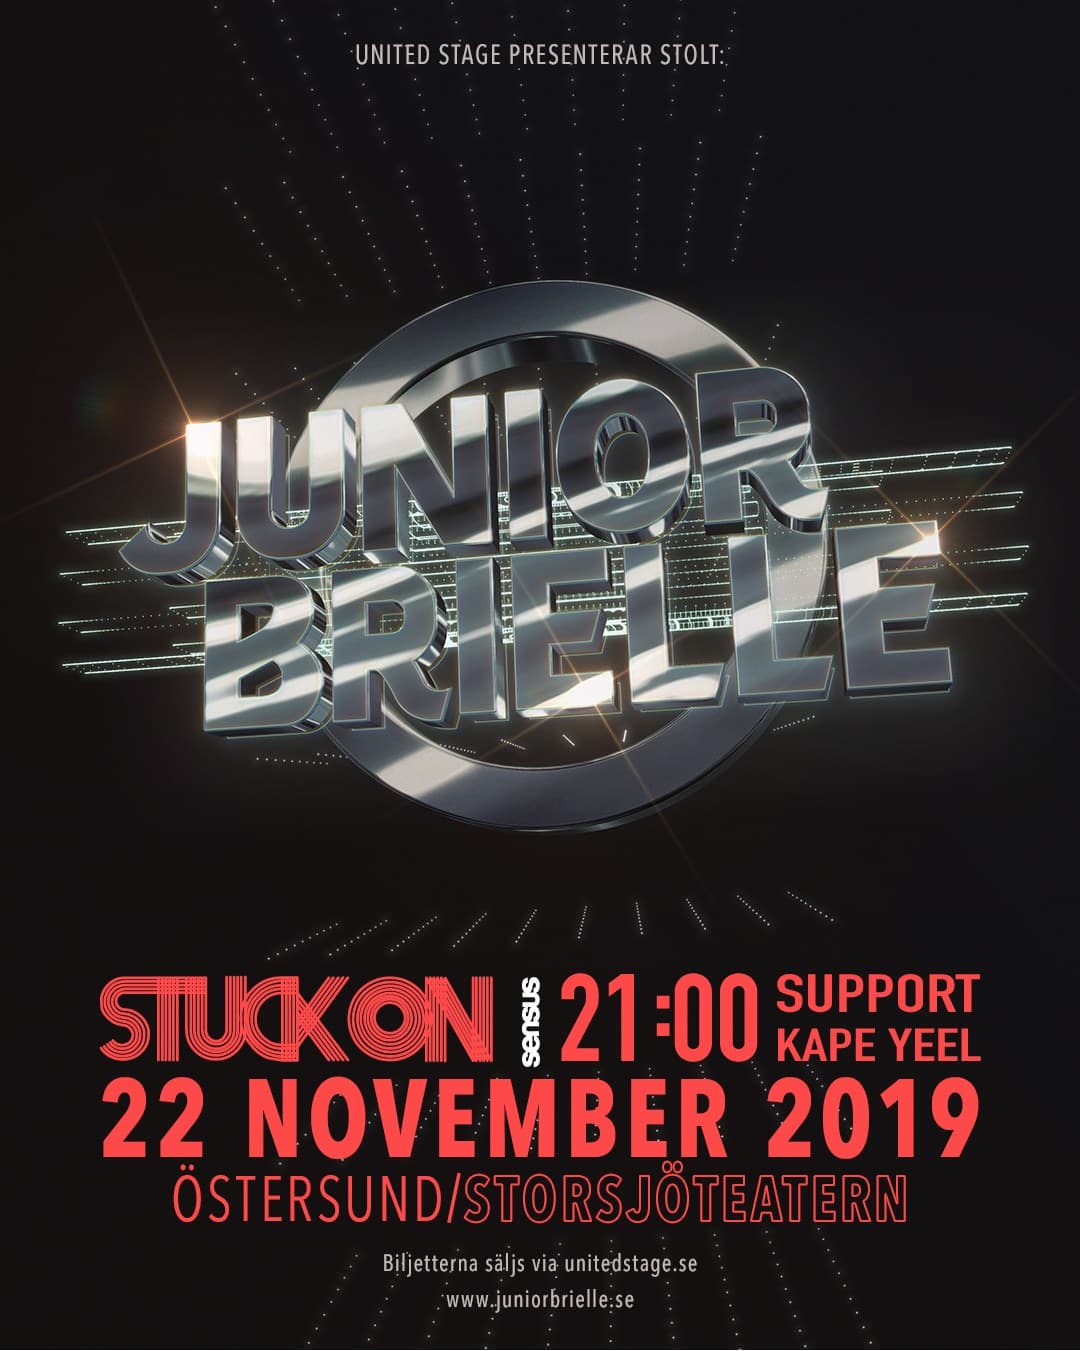 UNITED STAGE PRESENTERAR STOLT:
JUNIOR
BRIELLE
STUCK ON
sensus
21:00
SUPPORT
KAPE YEEL
22 NOVEMBER 2019
ÖSTERSUND/STORSJÖTEATERN
Biljetterna säljs via unitedstage.se
www.juniorbrielle.se